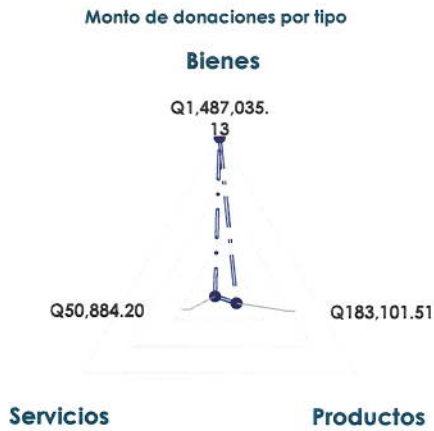 Monto de donaciones por tipo
Bienes
Q1,487,035.
13
Q50,884.20
Q183,101.51
Servicios
Productos